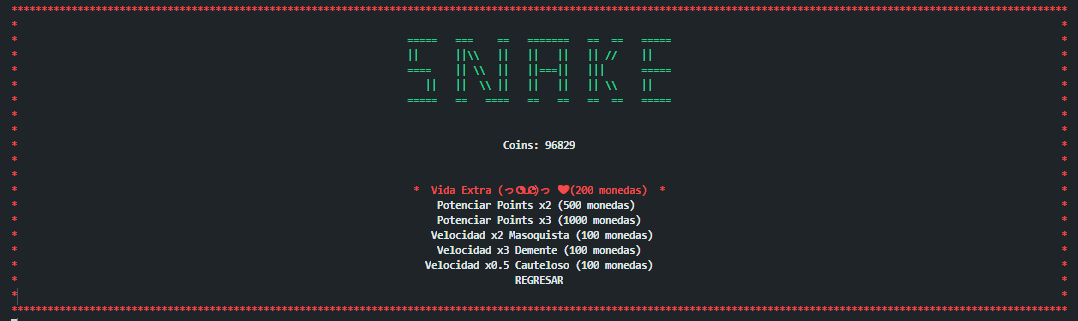 SNAKE
Coins: 96829
* Vida Extra (っ◔◡◔)っ ♥(200 monedas) *
Potenciar Points x2 (500 monedas)
Potenciar Points x3 (1000 monedas)
Velocidad x2 Masoquista (100 monedas)
Velocidad x3 Demente (100 monedas)
Velocidad x0.5 Cauteloso (100 monedas)
REGRESAR